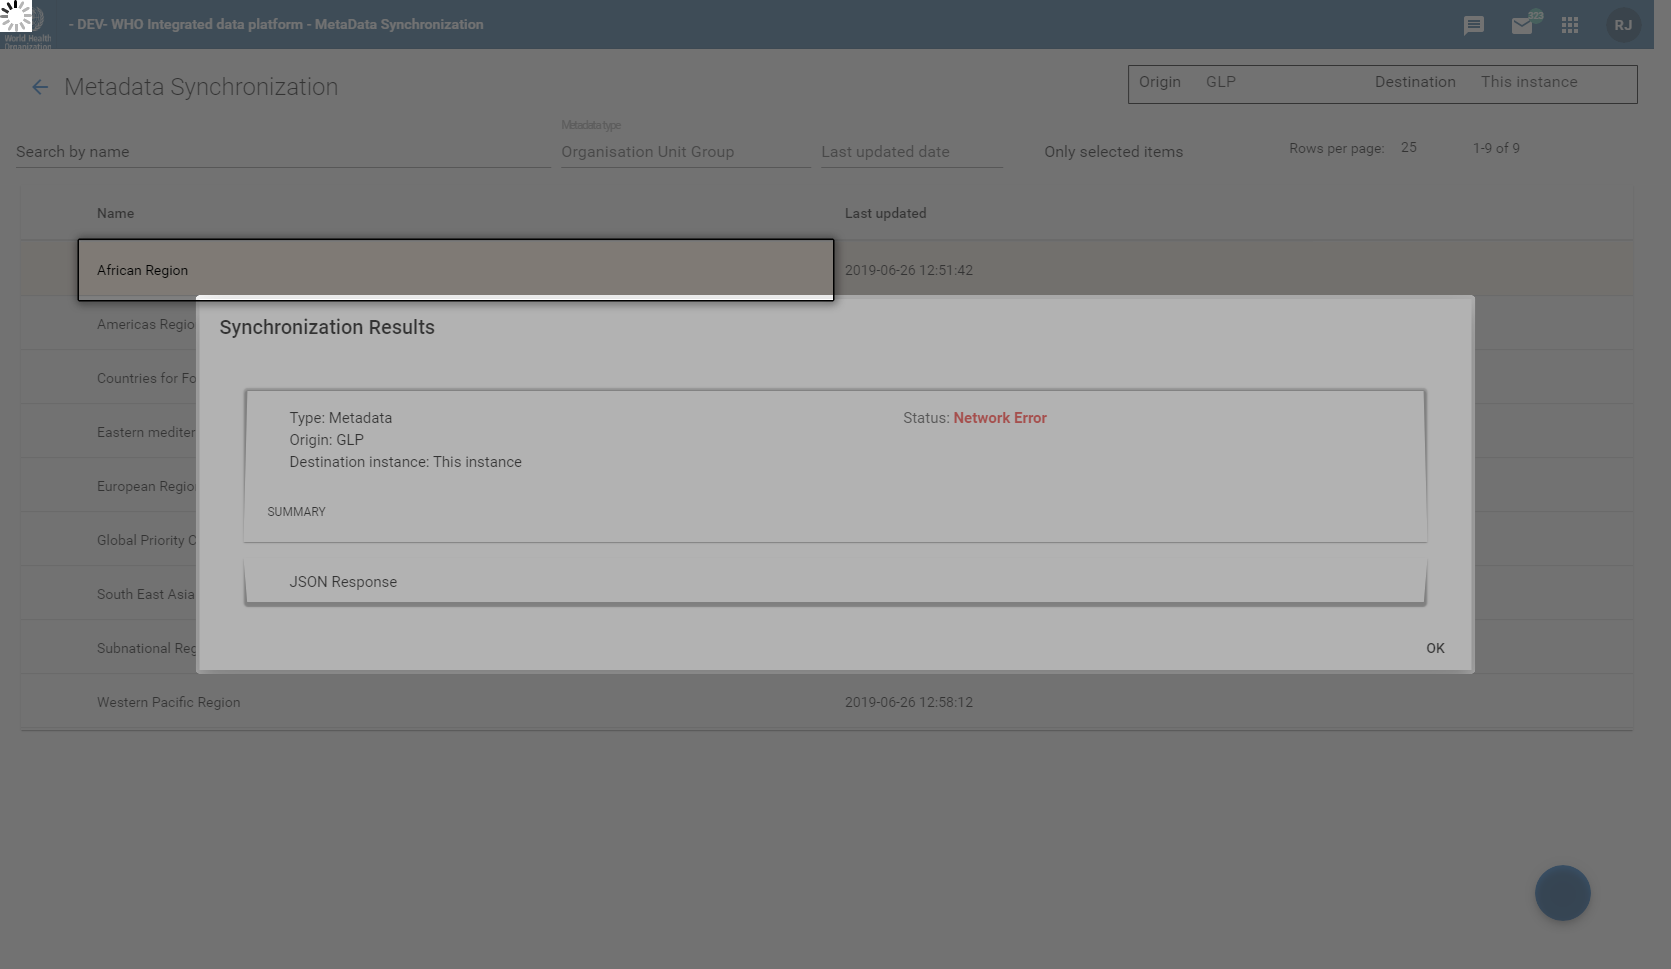 World Health
Organization
- DEV- WHO Integrated data platform - MetaData Synchronization
323
RJ
Metadata Synchronization
Origin GLP Destination This instance
Metadata type
Search by name Organisation Unit Group Last updated date Only selected items Rows per page: 25 1-9 of 9
Name Last updated
African Region 2019-06-26 12:51:42
Americas Regio
Countries for Fo
Eastern mediter
European Regio
Global Priority C
South East Asia
Subnational Reg
Western Pacific Region 2019-06-26 12:58:12
Synchronization Results
Type: Metadata Status: Network Error
Origin: GLP
Destination instance: This instance
SUMMARY
JSON Response
OK